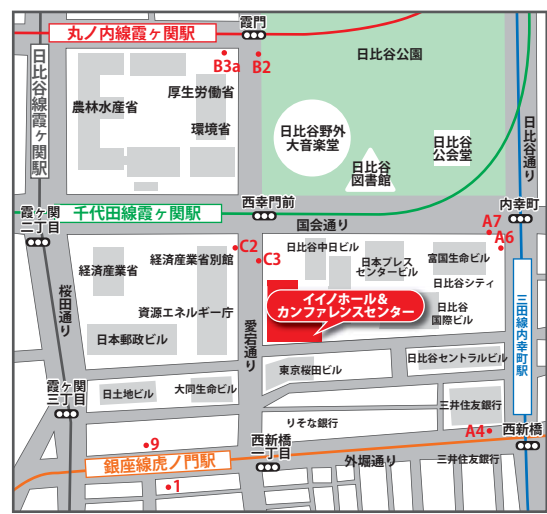 霞門
丸ノ内線霞ヶ関駅
B3a
B2
日比谷公園
日比谷線霞ヶ関駅
農林水産省
厚生労働省
環境省
日比谷野外
大音楽堂
日比谷
図書館
日比谷
公会堂
日比谷通り
霞ヶ関
二丁目
千代田線霞ヶ関駅
西幸門前
国会通り
内幸町
A7
A6
C2
C3
経済産業省
経済産業省別館
日比谷中日ビル
日本プレス
センタービル
富国生命ビル
日比谷シティ
桜田通り
資源エネルギー庁
愛宕通り
イイノホール&
カンファレンスセンター
日比谷
国際ビル
三田線内幸町駅
日本郵政ビル
日比谷セントラルビル
東京桜田ビル
霞ヶ関
三丁目
日土地ビル
大同生命ビル
三井住友銀行
りそな銀行
A4
西新橋
9
銀座線虎ノ門駅
西新橋
一丁目
外堀通り
三井住友銀行
1